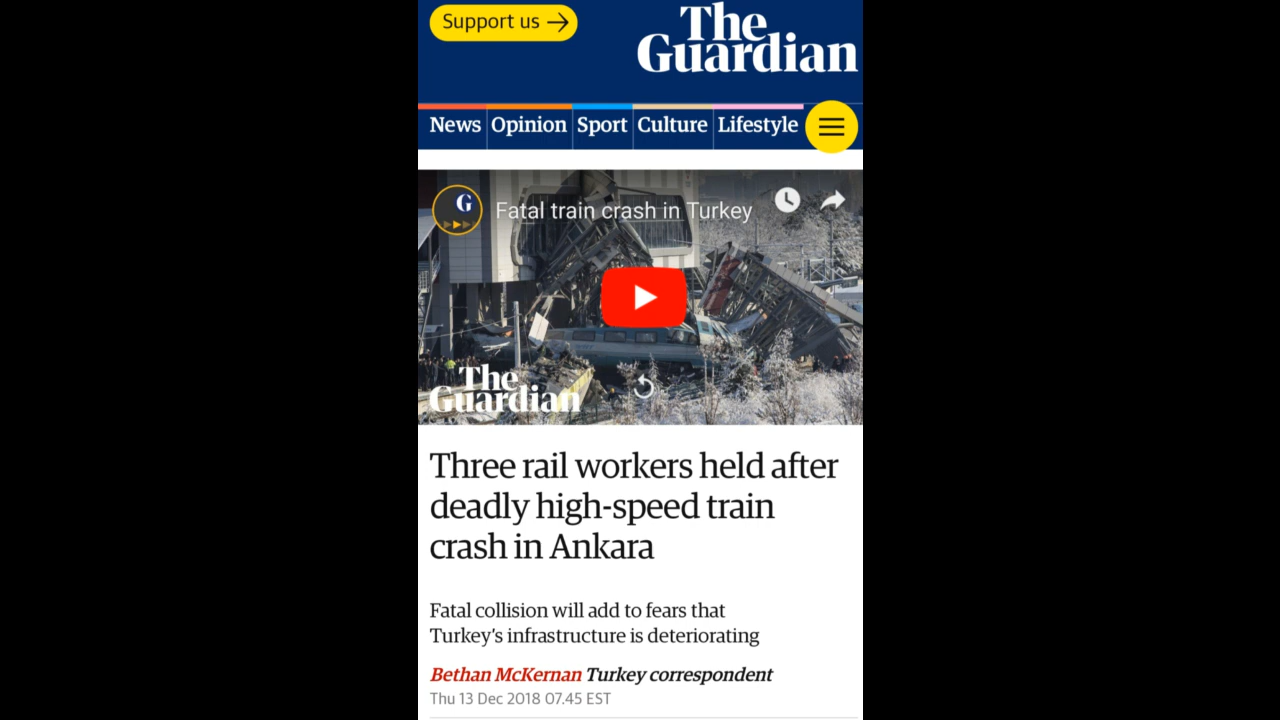 Support us
The
Guardian
News Opinion Sport Culture Lifestyle
G
Fatal train crash in Turkey
The
Guardian
Three rail workers held after
deadly high-speed train
crash in Ankara
Fatal collision will add to fears that
Turkey's infrastructure is deteriorating
Bethan McKernan Turkey correspondent
Thu 13 Dec 2018 07.45 EST